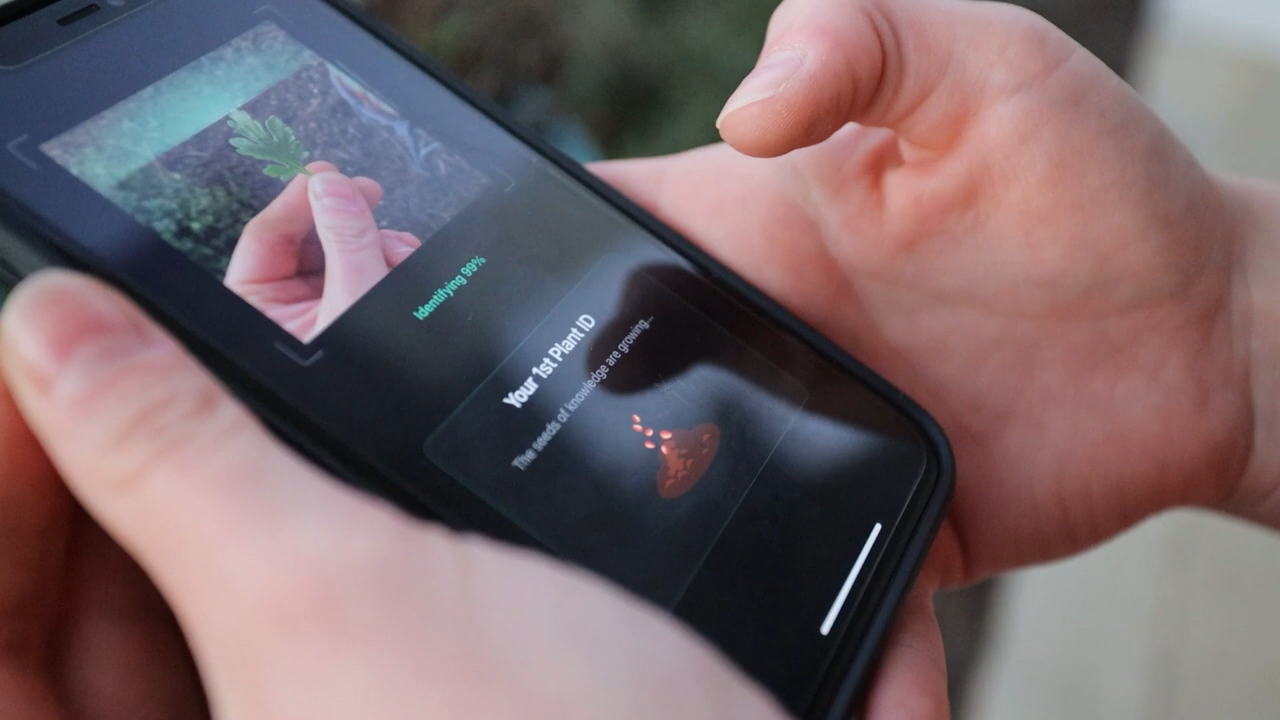 Identifying 99%
Your 1st Plant ID
The seeds of knowledge are growing...